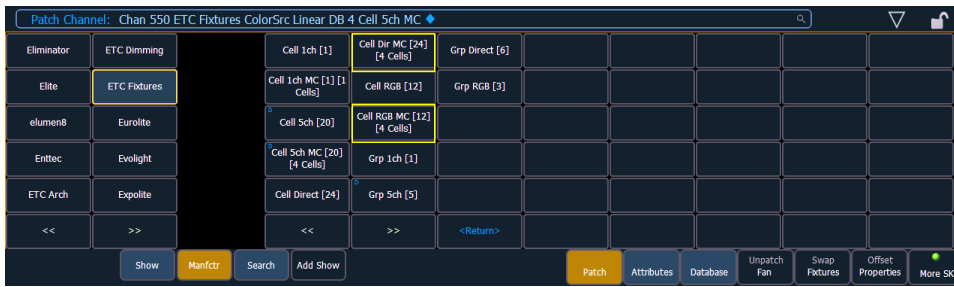 Patch Channel: Chan 550 ETC Fixtures ColorSrc Linear DB 4 Cell 5ch MC ♦
Eliminator
ETC Dimming
Cell 1ch [1]
Cell Dir MC [24]
[4 Cells]
Grp Direct [6]
Elite
ETC Fixtures
Cell 1ch MC [1] [1
Cells]
Cell RGB [12]
Grp RGB [3]
elumen8
Eurolite
D
Cell 5ch [20]
Cell RGB MC [12]
[4 Cells]
Enttec
Evolight
D
Cell 5ch MC [20]
[4 Cells]
Grp 1ch [1]
ETC Arch
Expolite
Cell Direct [24]
D
Grp 5ch [5]
<<
>>
<<
>>
<Return>
Show
Manfctr
Search
Add Show
Patch
Attributes
Database
Unpatch
Fan
Swap
Fixtures
Offset
Properties
More SK